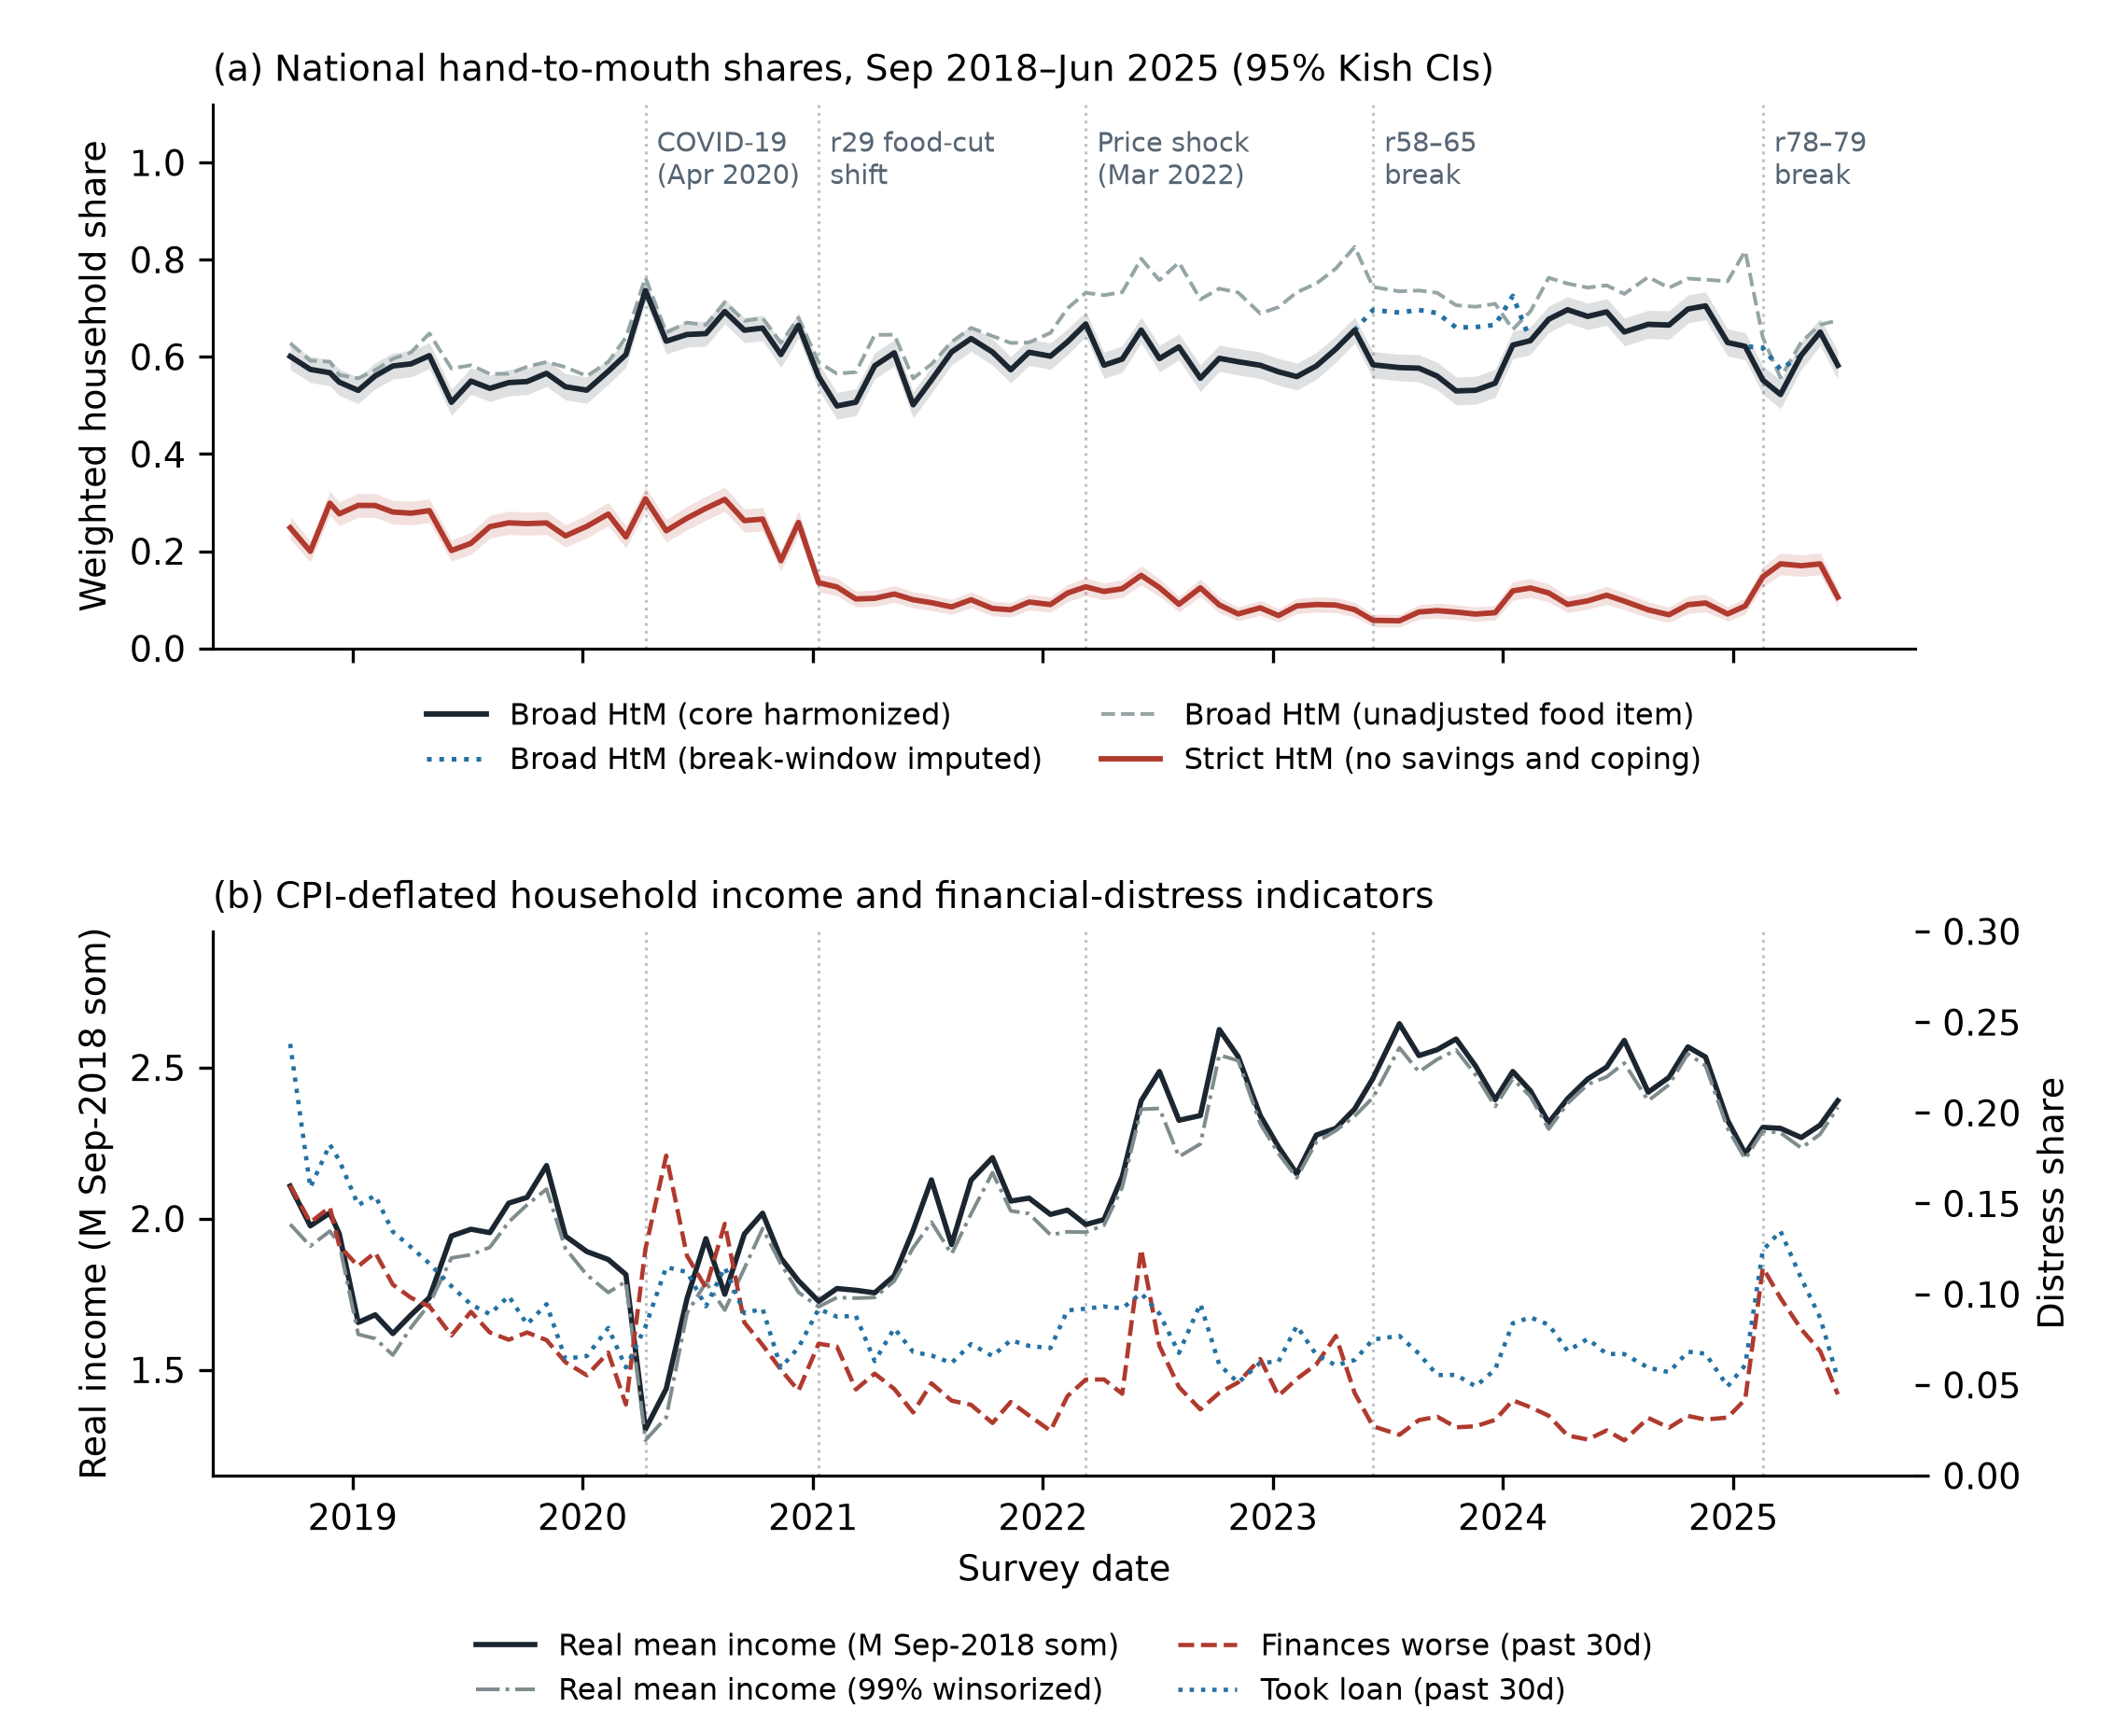 (a) National hand-to-mouth shares, Sep 2018–Jun 2025 (95% Kish CIs)
Weighted household share
1.0
0.8
0.6
0.4
0.2
0.0
COVID-19
(Apr 2020)
r29 food-cut
shift
Price shock
(Mar 2022)
r58–65
break
r78–79
break
Broad HtM (core harmonized)
Broad HtM (break-window imputed)
Broad HtM (unadjusted food item)
Strict HtM (no savings and coping)
(b) CPI-deflated household income and financial-distress indicators
Real income (M Sep-2018 som)
2.5
2.0
1.5
0.30
0.25
0.20
0.15
0.10
0.05
0.00
Distress share
2019 2020 2021 2022 2023 2024 2025
Survey date
Real mean income (M Sep-2018 som)
Real mean income (99% winsorized)
Finances worse (past 30d)
Took loan (past 30d)